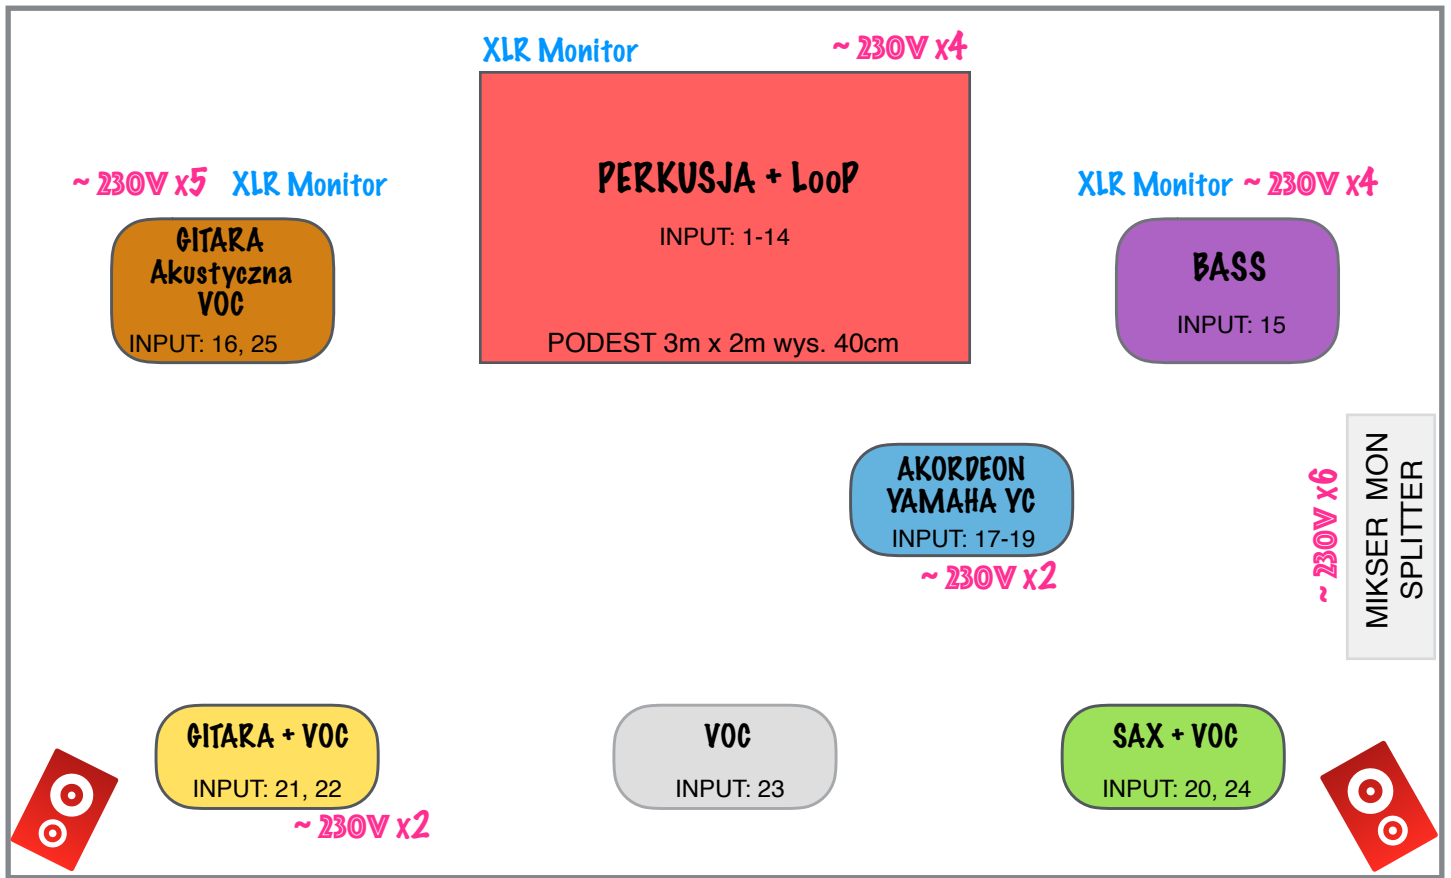 XLR Monitor
~ 230V x4
PERKUSJA + LooP
INPUT: 1-14
PODEST 3m x 2m wys. 40cm
~ 230V x5
XLR Monitor
GITARA
Akustyczna
VOC
INPUT: 16, 25
XLR Monitor
~ 230V x4
BASS
INPUT: 15
AKORDEON
YAMAHA YC
INPUT: 17-19
~ 230V x2
~ 230V x6
MIKSER MON
SPLITTER
GITARA + VOC
INPUT: 21, 22
~ 230V x2
VOC
INPUT: 23
SAX + VOC
INPUT: 20, 24